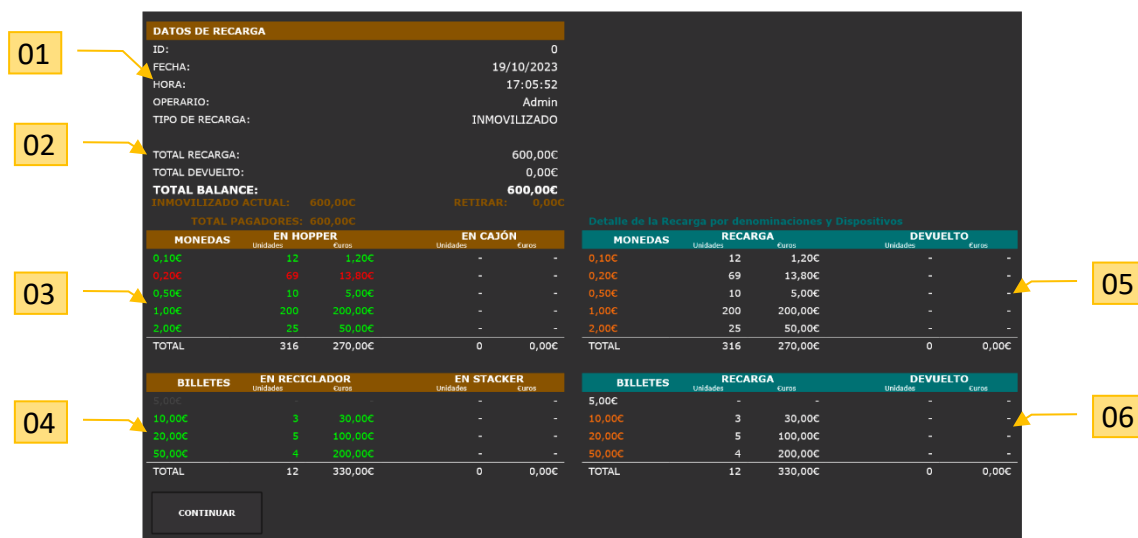 DATOS DE RECARGA
01
ID: 0
FECHA: 19/10/2023
HORA: 17:05:52
OPERARIO: Admin
TIPO DE RECARGA: INMOVILIZADO
02
TOTAL RECARGA: 600,00€
TOTAL DEVUELTO: 0,00€
TOTAL BALANCE: 600,00€
INMOVILIZADO ACTUAL: 600,00€ RETIRAR: 0,00€
TOTAL PAGADORES: 600,00€
03
MONEDAS EN HOPPER EN CAJÓN
Unidades €uros Unidades €uros
0,10€ 12 1,20€ - -
0,20€ 69 13,80€ - -
0,50€ 10 5,00€ - -
1,00€ 200 200,00€ - -
2,00€ 25 50,00€ - -
TOTAL 316 270,00€ 0 0,00€
Detalle de la Recarga por denominaciones y Dispositivos
05
MONEDAS RECARGA DEVUELTO
Unidades €uros Unidades €uros
0,10€ 12 1,20€ - -
0,20€ 69 13,80€ - -
0,50€ 10 5,00€ - -
1,00€ 200 200,00€ - -
2,00€ 25 50,00€ - -
TOTAL 316 270,00€ 0 0,00€
04
BILLETES EN RECICLADOR EN STACKER
Unidades €uros Unidades €uros
5,00€ - - - -
10,00€ 3 30,00€ - -
20,00€ 5 100,00€ - -
50,00€ 4 200,00€ - -
TOTAL 12 330,00€ 0 0,00€
06
BILLETES RECARGA DEVUELTO
Unidades €uros Unidades €uros
5,00€ - - - -
10,00€ 3 30,00€ - -
20,00€ 5 100,00€ - -
50,00€ 4 200,00€ - -
TOTAL 12 330,00€ 0 0,00€
CONTINUAR